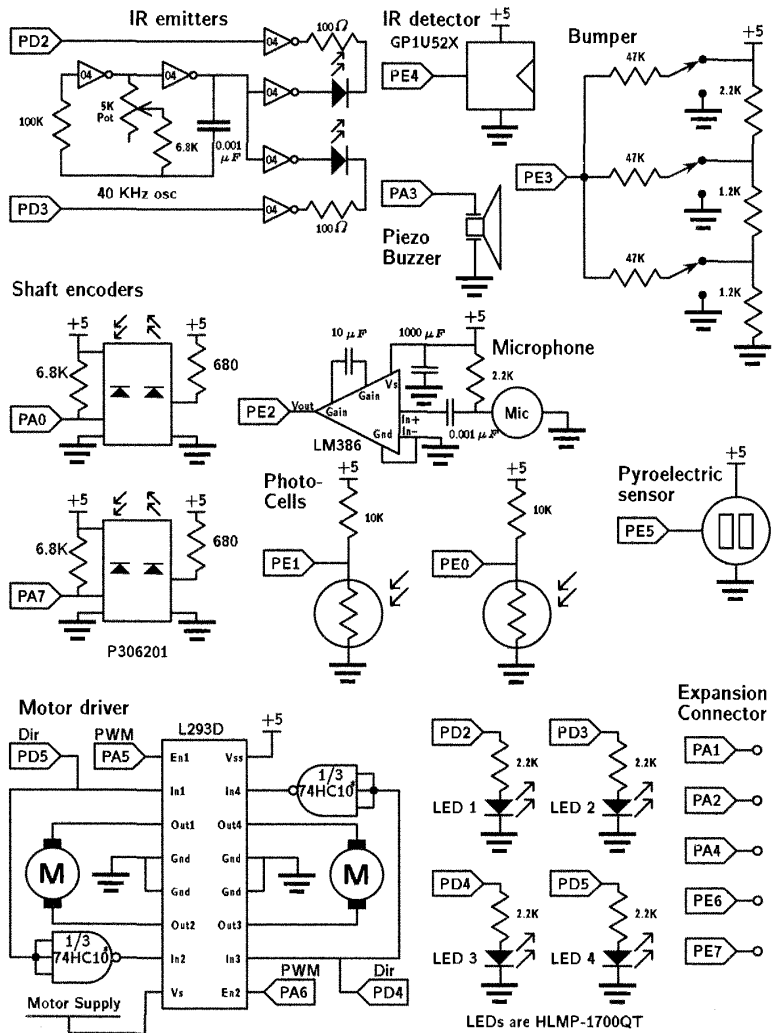 IR emitters
PD2
04
100Ω
04
04
04
5K
Pot
100K
6.8K
0.001
μF
04
40 KHz osc
PD3
04
100Ω
IR detector
GP1U52X
+5
PE4
PA3
Piezo
Buzzer
Bumper
+5
47K
2.2K
PE3
47K
1.2K
47K
1.2K
Shaft encoders
+5
+5
6.8K
680
PA0
10 μF
1000 μF
+5
Microphone
2.2K
Vs
Gain
Gain
PE2
Vout
In+
In-
Gnd
LM386
0.001 μF
Mic
+5
+5
6.8K
680
PA7
P306201
Photo-
Cells
+5
10K
PE1
+5
10K
PE0
Pyroelectric
sensor
+5
PE5
Motor driver
Dir
PD5
PWM
PA5
L293D
+5
En1
Vss
In1
In4
1/3
74HC10*
Out1
Out4
M
Gnd
Gnd
M
Gnd
Gnd
Out2
Out3
1/3
74HC10*
In2
In3
Vs
En2
PWM
PA6
Dir
PD4
Motor Supply
PD2
2.2K
LED 1
PD3
2.2K
LED 2
PD4
2.2K
LED 3
PD5
2.2K
LED 4
LEDs are HLMP-1700QT
Expansion
Connector
PA1
PA2
PA4
PE6
PE7